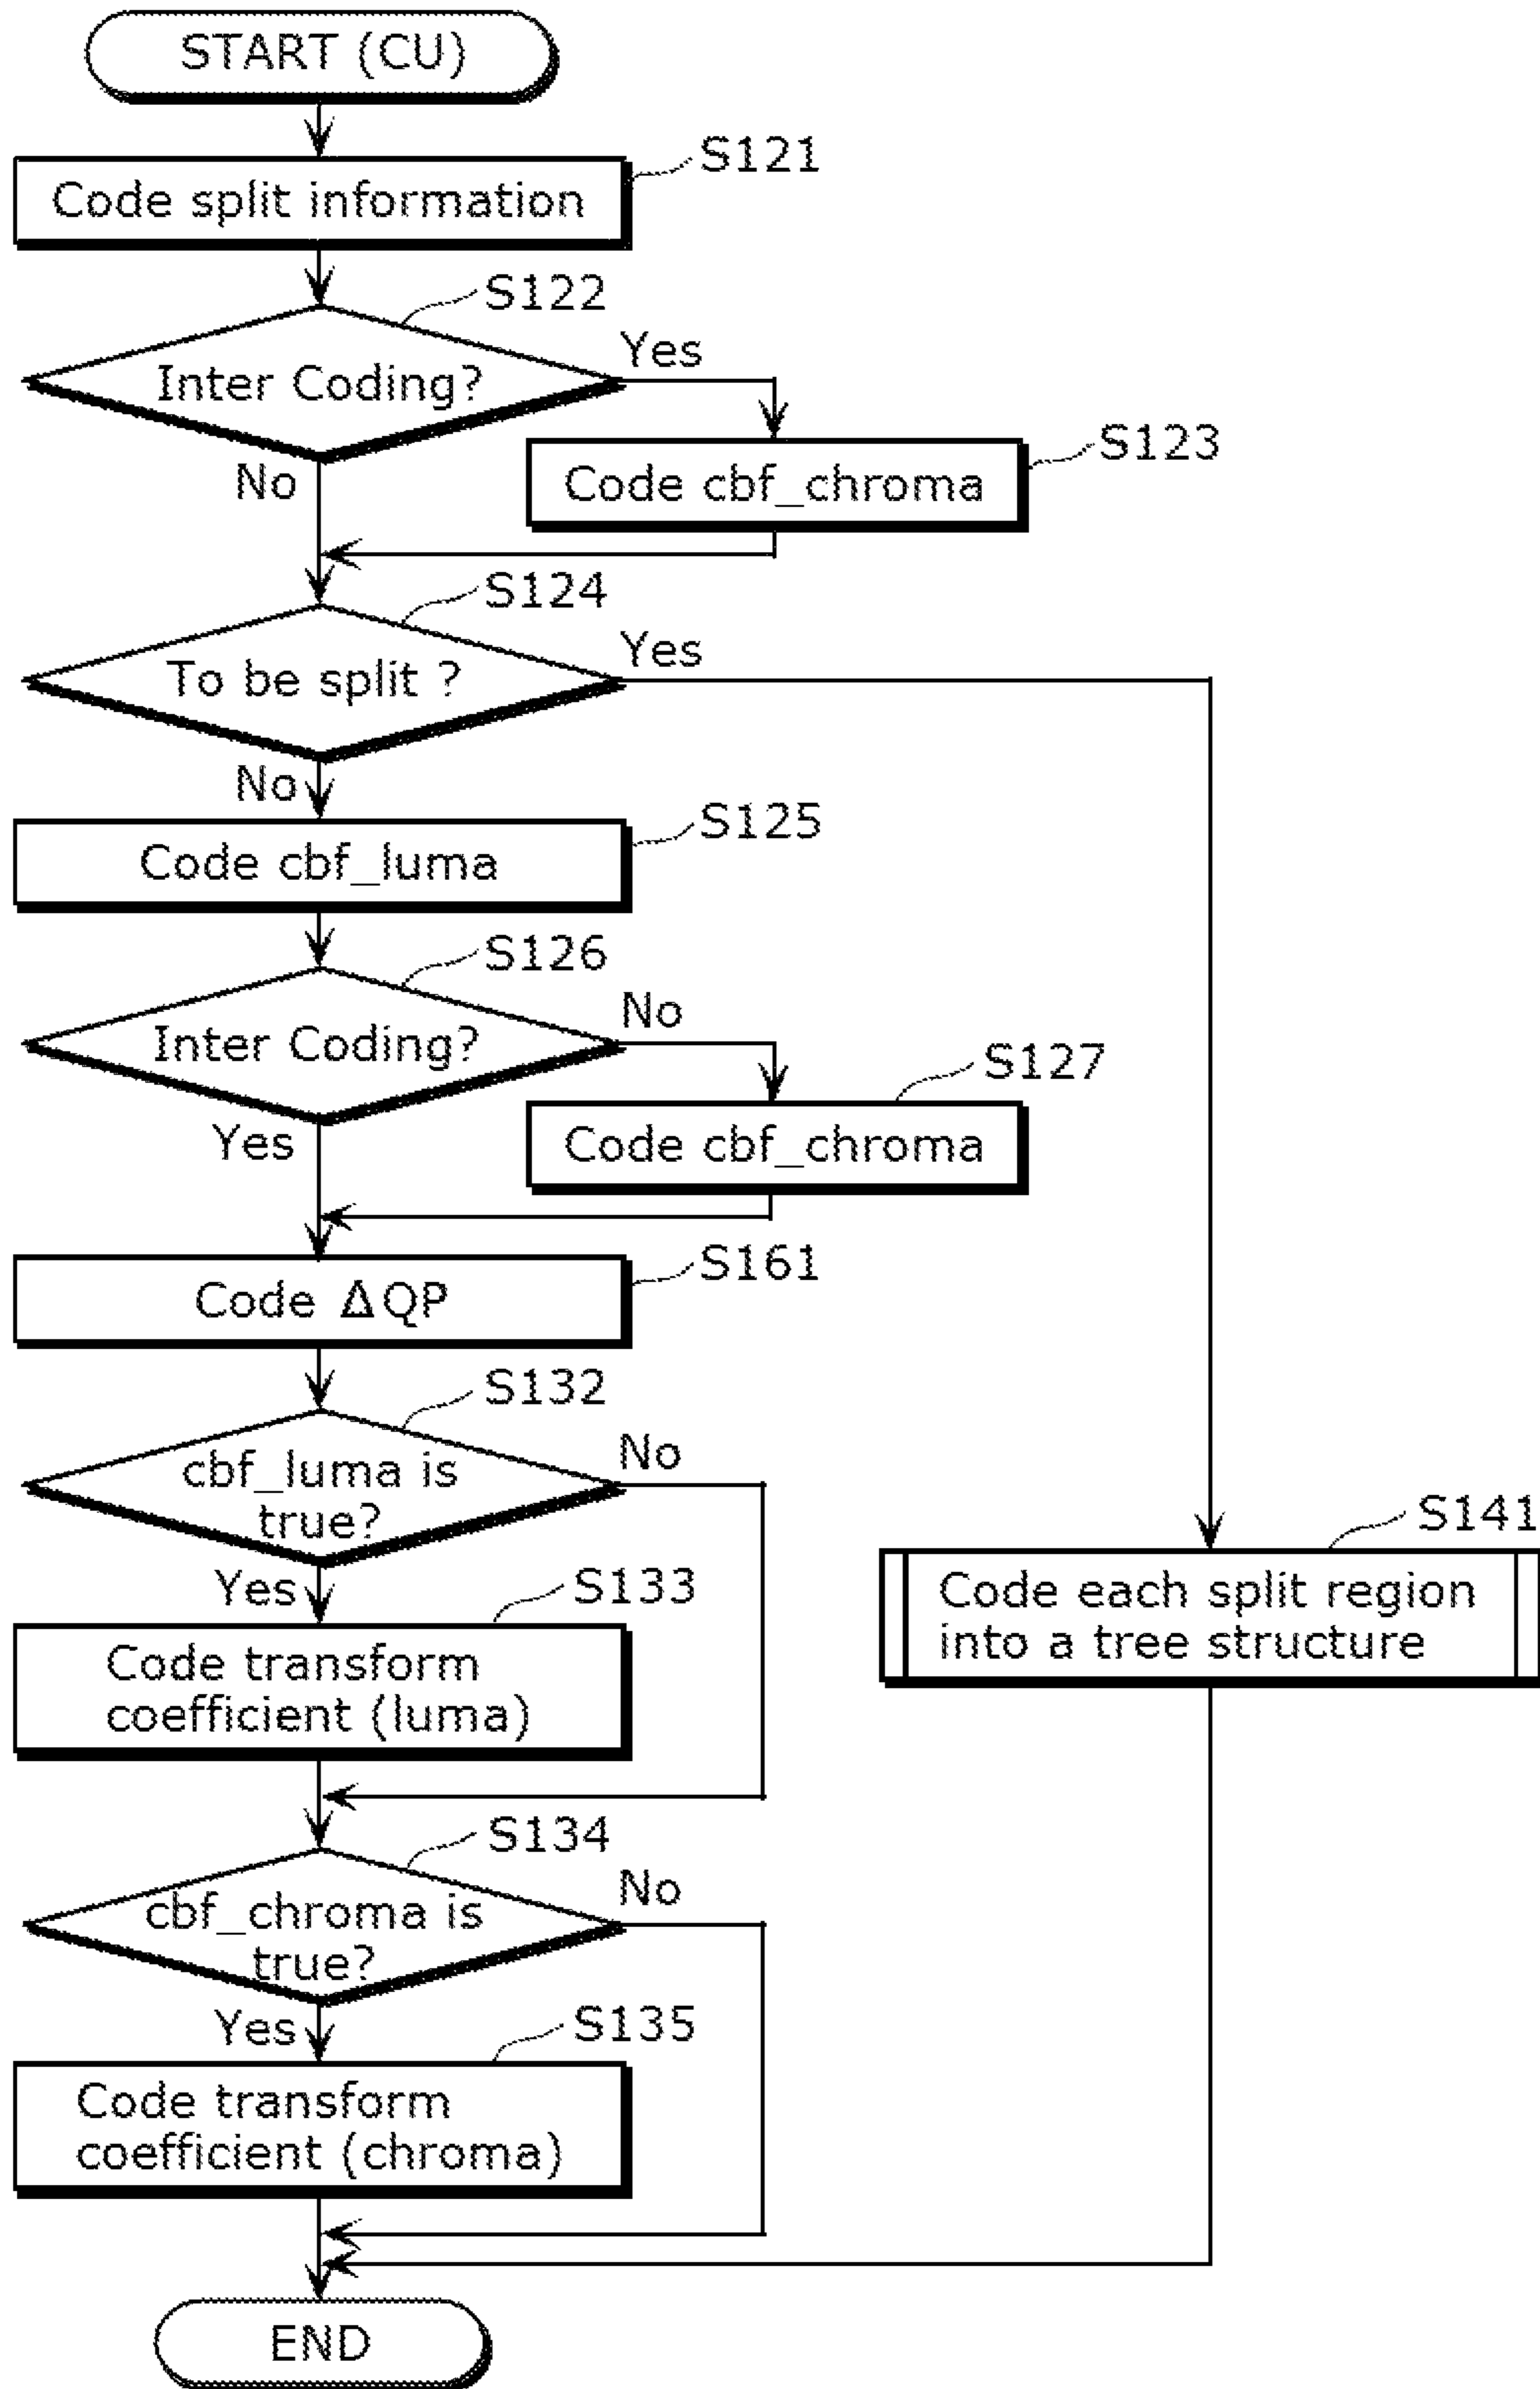 START (CU)
S121
Code split information
S122
Inter Coding?
Yes
No
S123
Code cbf_chroma
S124
To be split ?
Yes
No
S125
Code cbf_luma
S126
Inter Coding?
No
Yes
S127
Code cbf_chroma
S161
Code ΔQP
S132
cbf_luma is
true?
No
Yes
S133
Code transform
coefficient (luma)
S141
Code each split region
into a tree structure
S134
cbf_chroma is
true?
No
Yes
S135
Code transform
coefficient (chroma)
END